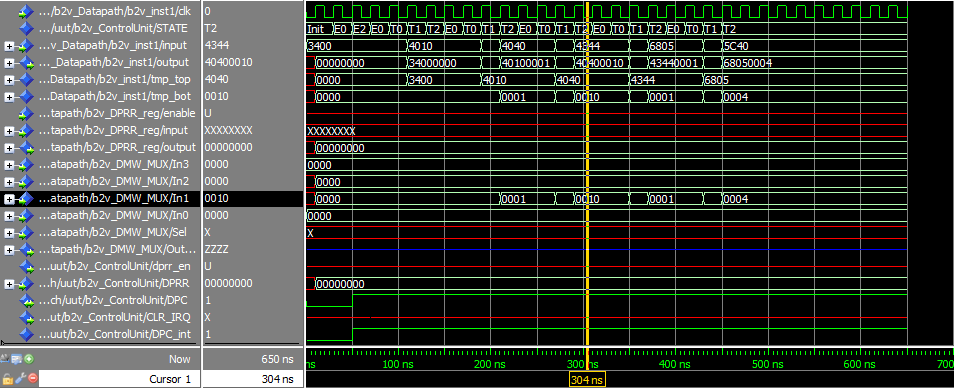 .../b2v_Datapath/b2v_inst1/clk 0
.../uut/b2v_ControlUnit/STATE T2 Init E0 E2 E0 T0 T1 T2 E0 T0 T1 T2 E0 T0 T1 T2 E0 T0 T1 T2 E0 T0 T1 T2
...v_Datapath/b2v_inst1/input 4344 3400 4010 4040 4344 6805 5C40
..._Datapath/b2v_inst1/output 40400010 00000000 34000000 40100001 40400010 43440001 68050004
...Datapath/b2v_inst1/tmp_top 4040 0000 3400 4010 4040 4344 6805
...Datapath/b2v_inst1/tmp_bot 0010 0000 0001 0010 0001 0004
...tapath/b2v_DPRR_reg/enable U
...tapath/b2v_DPRR_reg/input XXXXXXXX XXXXXXXX
...tapath/b2v_DPRR_reg/output 00000000 00000000
...atapath/b2v_DMW_MUX/In3 0000 0000
...atapath/b2v_DMW_MUX/In2 0000 0000
...atapath/b2v_DMW_MUX/In1 0010 0000 0001 0010 0001 0004
...atapath/b2v_DMW_MUX/In0 0000 0000
...atapath/b2v_DMW_MUX/Sel X X
...tapath/b2v_DMW_MUX/Out... ZZZZ
...uut/b2v_ControlUnit/dprr_en U
...h/uut/b2v_ControlUnit/DPRR 00000000 00000000
...ch/uut/b2v_ControlUnit/DPC 1
...ut/b2v_ControlUnit/CLR_IRQ X
...uut/b2v_ControlUnit/DPC_int 1
Now 650 ns ns 100 ns 200 ns 300 ns 400 ns 500 ns 600 ns 700 ns
Cursor 1 304 ns 304 ns